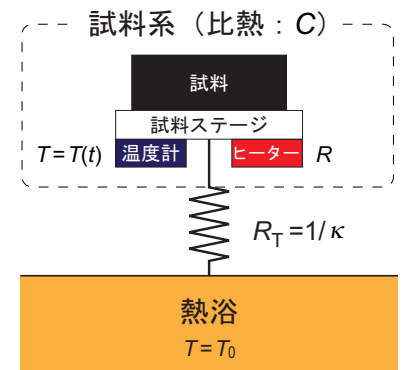 試料系（比熱：C）
試料
試料ステージ
T=T(t) 温度計 ヒーター R
R_T=1/κ
熱浴
T=T_0